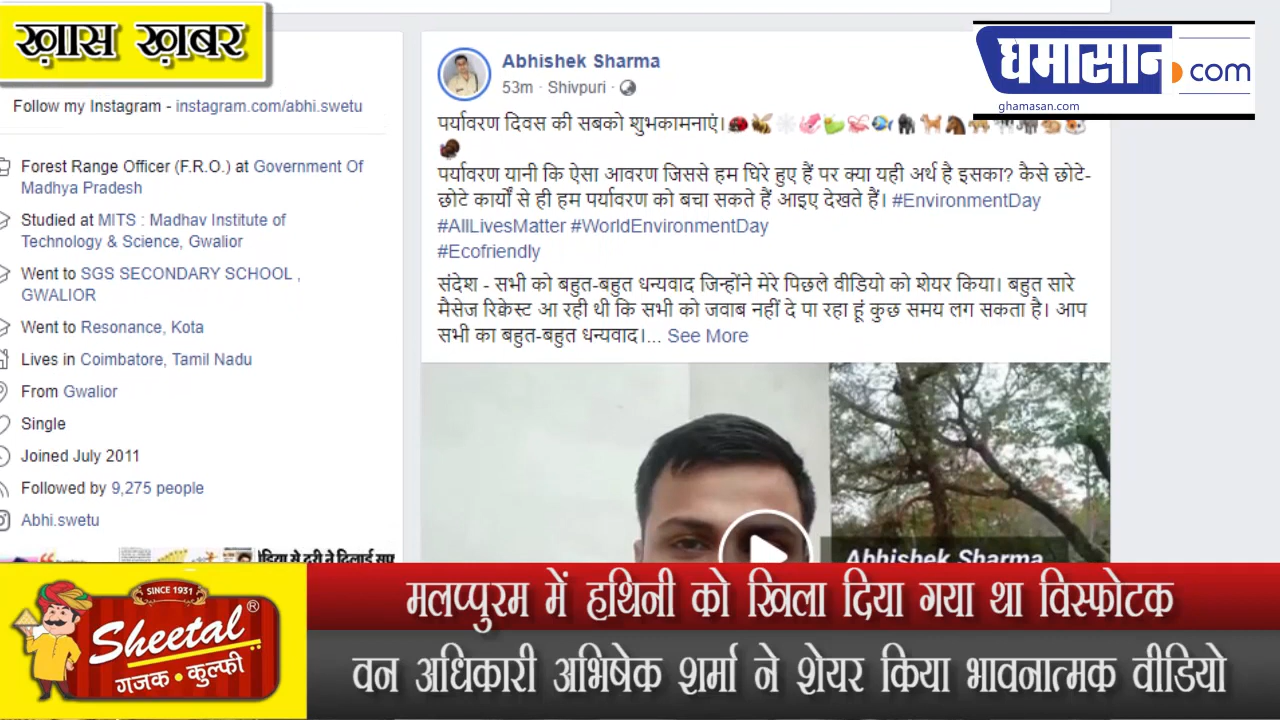 ख़ास ख़बर
घमासान.com
ghamasan.com
Follow my Instagram - instagram.com/abhi.swetu
Forest Range Officer (F.R.O.) at Government Of
Madhya Pradesh
Studied at MITS : Madhav Institute of
Technology & Science, Gwalior
Went to SGS SECONDARY SCHOOL ,
GWALIOR
Went to Resonance, Kota
Lives in Coimbatore, Tamil Nadu
From Gwalior
Single
Joined July 2011
Followed by 9,275 people
Abhi.swetu
Abhishek Sharma
53m · Shivpuri ·
पर्यावरण दिवस की सबको शुभकामनाएं।🐞🐝🕸🦑🦠🦐🐠🦍🐕🐎🐅🐩🐘🐿🐹
🦃
पर्यावरण यानी कि ऐसा आवरण जिससे हम घिरे हुए हैं पर क्या यही अर्थ है इसका? कैसे छोटे-
छोटे कार्यों से ही हम पर्यावरण को बचा सकते हैं आइए देखते हैं। #EnvironmentDay
#AllLivesMatter #WorldEnvironmentDay
#Ecofriendly
संदेश - सभी को बहुत-बहुत धन्यवाद जिन्होंने मेरे पिछले वीडियो को शेयर किया। बहुत सारे
मैसेज रिक्वेस्ट आ रही थी कि सभी को जवाब नहीं दे पा रहा हूं कुछ समय लग सकता है। आप
सभी का बहुत-बहुत धन्यवाद।... See More
Abhishek Sharma
SINCE 1931
Sheetal®
गजक • कुल्फी
मलप्पुरम में हथिनी को खिला दिया गया था विस्फोटक
वन अधिकारी अभिषेक शर्मा ने शेयर किया भावनात्मक वीडियो